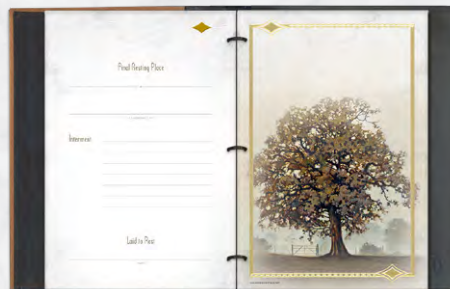 Final Resting Place
Interment
Laid to Rest